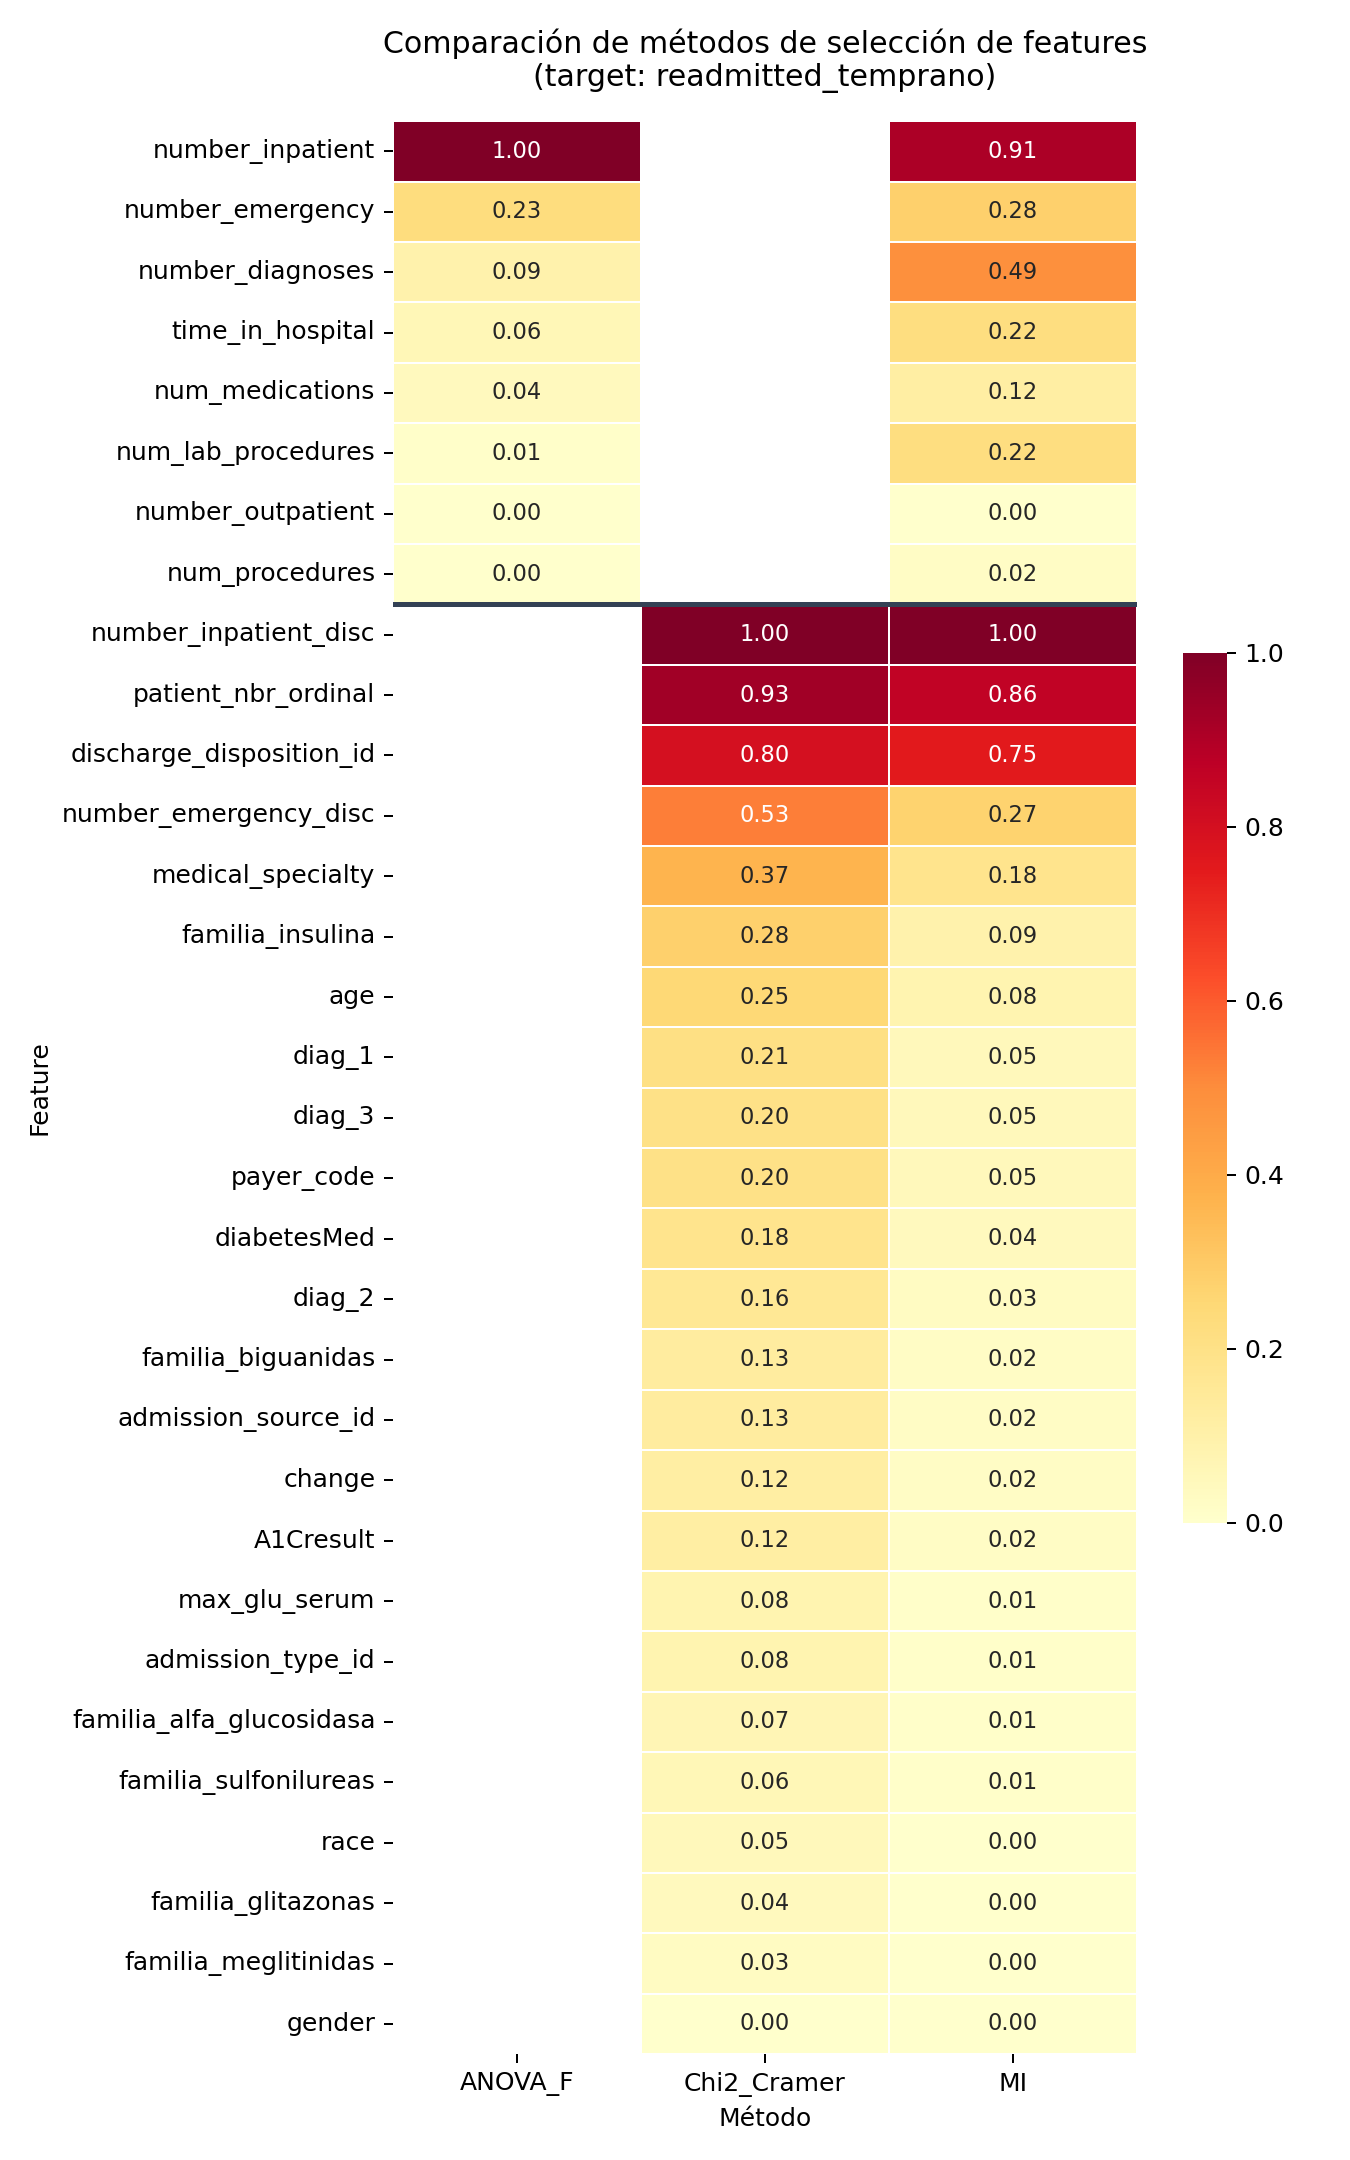 Comparación de métodos de selección de features
(target: readmitted_temprano)
number_inpatient 1.00 0.91
number_emergency 0.23 0.28
number_diagnoses 0.09 0.49
time_in_hospital 0.06 0.22
num_medications 0.04 0.12
num_lab_procedures 0.01 0.22
number_outpatient 0.00 0.00
num_procedures 0.00 0.02
number_inpatient_disc 1.00 1.00
patient_nbr_ordinal 0.93 0.86
discharge_disposition_id 0.80 0.75
number_emergency_disc 0.53 0.27
medical_specialty 0.37 0.18
familia_insulina 0.28 0.09
age 0.25 0.08
diag_1 0.21 0.05
diag_3 0.20 0.05
payer_code 0.20 0.05
diabetesMed 0.18 0.04
diag_2 0.16 0.03
familia_biguanidas 0.13 0.02
admission_source_id 0.13 0.02
change 0.12 0.02
A1Cresult 0.12 0.02
max_glu_serum 0.08 0.01
admission_type_id 0.08 0.01
familia_alfa_glucosidasa 0.07 0.01
familia_sulfonilureas 0.06 0.01
race 0.05 0.00
familia_glitazonas 0.04 0.00
familia_meglitinidas 0.03 0.00
gender 0.00 0.00
ANOVA_F Chi2_Cramer MI
Método
Feature
1.0
0.8
0.6
0.4
0.2
0.0